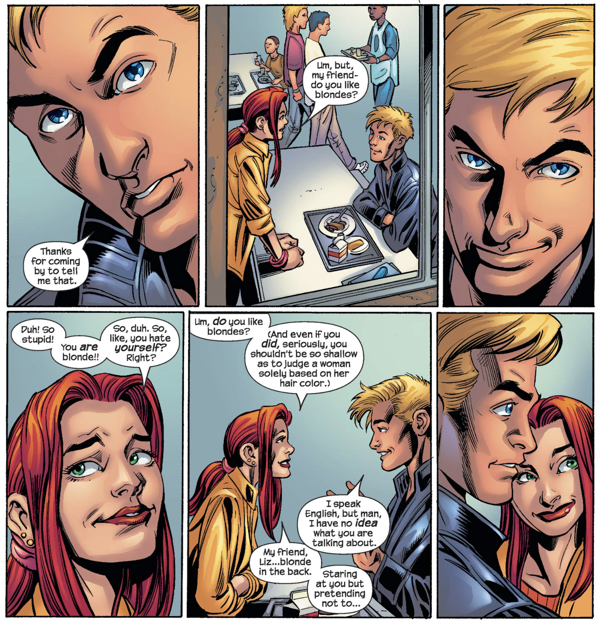 Thanks
for coming
by to tell
me that.
Um, but,
my friend-
do you like
blondes?
Duh! So
stupid!
You are
blonde!!
So, duh. So,
like, you hate
yourself?
Right?
Um, do you like
blondes?
(And even if you
did, seriously, you
shouldn't be so shallow
as to judge a woman
solely based on her
hair color.)
I speak
English, but man,
I have no idea
what you are
talking about.
My friend,
Liz...blonde
in the back.
Staring
at you but
pretending
not to...